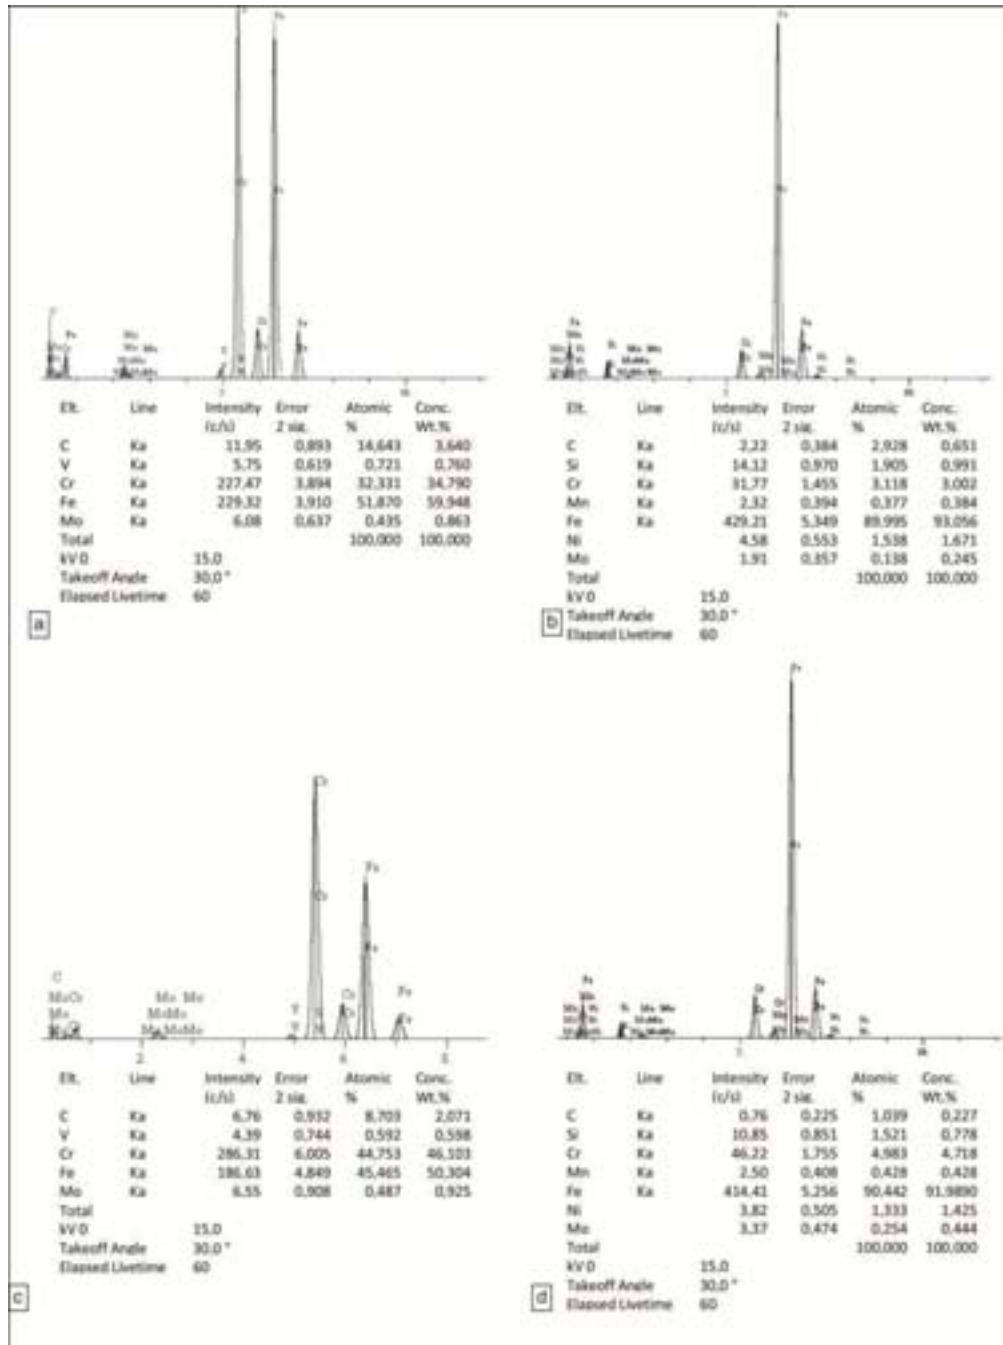 Elt. Line Intensity Error Atomic Conc.
(c/s) 2 sig. % Wt.%
C Ka 11,95 0,893 14,643 3,640
V Ka 5,75 0,619 0,721 0,760
Cr Ka 227,47 3,894 32,331 34,790
Fe Ka 229,32 3,910 51,870 59,948
Mo Ka 6,08 0,637 0,435 0,863
Total 100,000 100,000
kV 0 15,0
Takeoff Angle 30,0 °
Elapsed Livetime 60
a
Elt. Line Intensity Error Atomic Conc.
(c/s) 2 sig. % Wt.%
C Ka 2,22 0,384 2,928 0,651
Si Ka 14,12 0,970 1,905 0,991
Cr Ka 31,77 1,455 3,118 3,002
Mn Ka 2,32 0,394 0,377 0,384
Fe Ka 429,21 5,349 89,995 93,056
Ni 4,58 0,553 1,538 1,671
Mo 1,91 0,357 0,138 0,245
Total 100,000 100,000
kV 0 15,0
Takeoff Angle 30,0 °
Elapsed Livetime 60
b
Cr
Cr
Fe
Fe
C
2 4 6 8
Elt. Line Intensity Error Atomic Conc.
(c/s) 2 sig. % Wt.%
C Ka 6,76 0,932 8,703 2,071
V Ka 4,39 0,744 0,592 0,598
Cr Ka 286,31 6,005 44,753 46,103
Fe Ka 186,63 4,849 45,465 50,304
Mo Ka 6,55 0,908 0,487 0,925
Total
kV 0 15,0
Takeoff Angle 30,0 °
Elapsed Livetime 60
c
Elt. Line Intensity Error Atomic Conc.
(c/s) 2 sig. % Wt.%
C Ka 0,76 0,225 1,039 0,227
Si Ka 10,85 0,851 1,521 0,778
Cr Ka 46,22 1,755 4,983 4,718
Mn Ka 2,50 0,408 0,428 0,428
Fe Ka 414,41 5,256 90,442 91,9890
Ni 3,82 0,505 1,333 1,425
Mo 3,37 0,474 0,254 0,444
Total 100,000 100,000
kV 0 15,0
Takeoff Angle 30,0 °
Elapsed Livetime 60
d